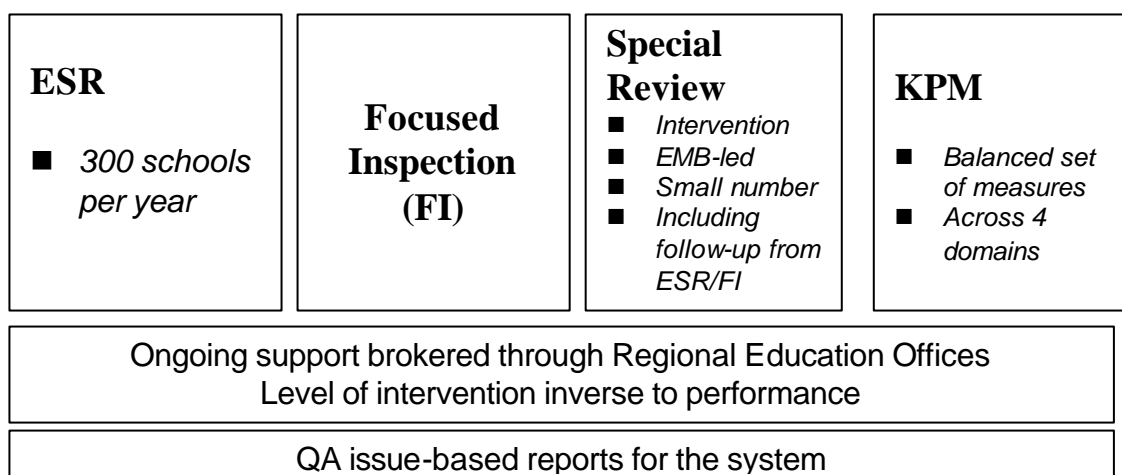 ESR
■ 300 schools
per year
Focused
Inspection
(FI)
Special
Review
■ Intervention
■ EMB-led
■ Small number
■ Including
follow-up from
ESR/FI
KPM
■ Balanced set
of measures
■ Across 4
domains
Ongoing support brokered through Regional Education Offices
Level of intervention inverse to performance
QA issue-based reports for the system